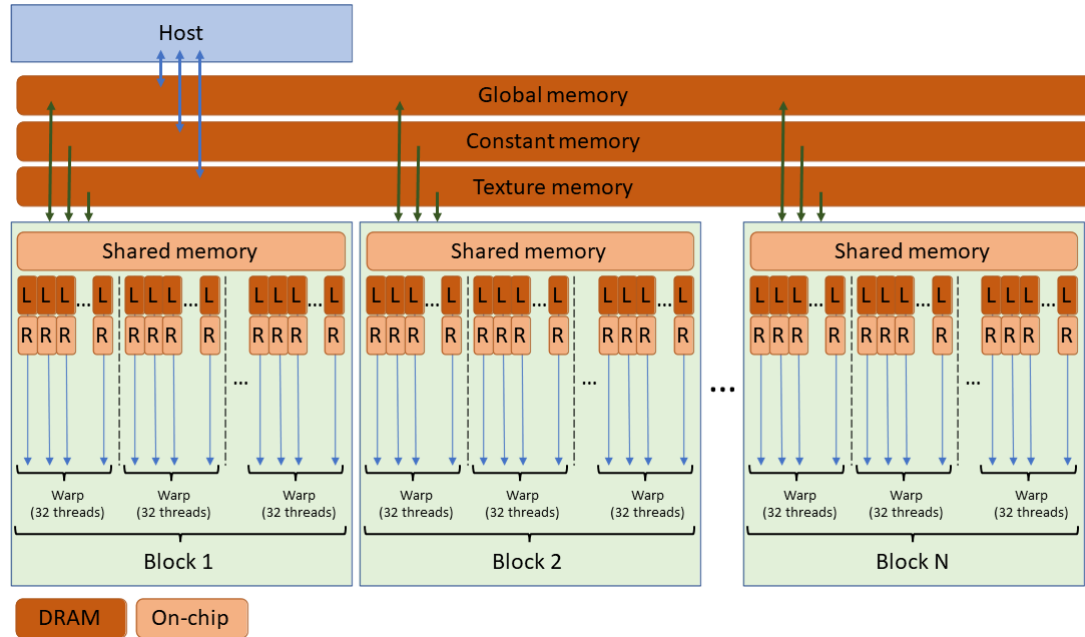 Host
Global memory
Constant memory
Texture memory
Shared memory Shared memory Shared memory
L L L ... L L L L ... L L L L ... L L L L ... L L L L ... L L L L ... L L L L ... L L L L ... L L L L ... L
R R R R R R R R R R R R R R R R R R R R R R R R R R R R R R R R R R R R
... ... ... ... ...
Warp Warp Warp Warp Warp Warp Warp Warp Warp
(32 threads) (32 threads) (32 threads) (32 threads) (32 threads) (32 threads) (32 threads) (32 threads) (32 threads)
Block 1 Block 2 Block N
DRAM On-chip